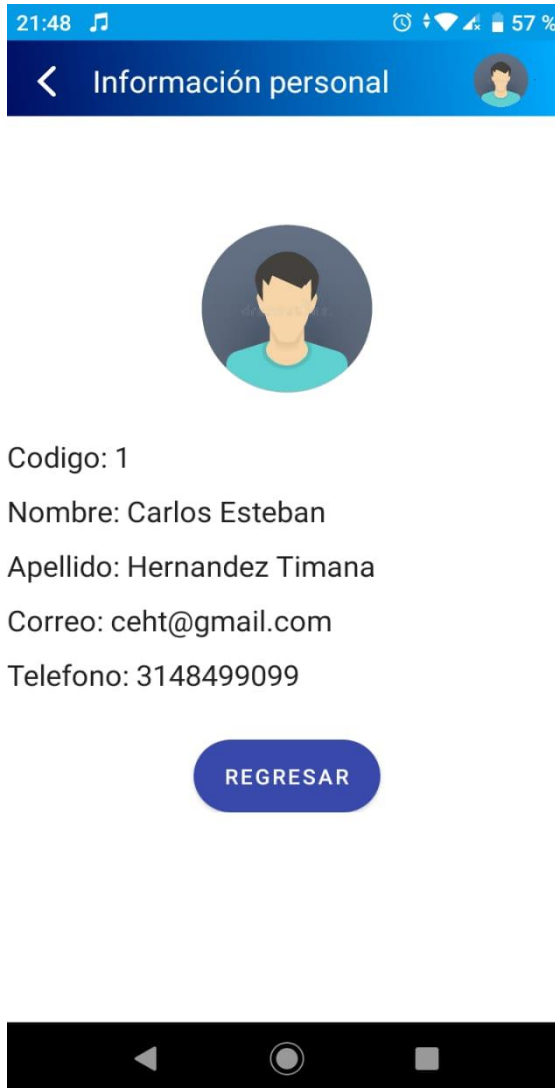 21:48 57 %
Información personal
Codigo: 1
Nombre: Carlos Esteban
Apellido: Hernandez Timana
Correo: ceht@gmail.com
Telefono: 3148499099
REGRESAR